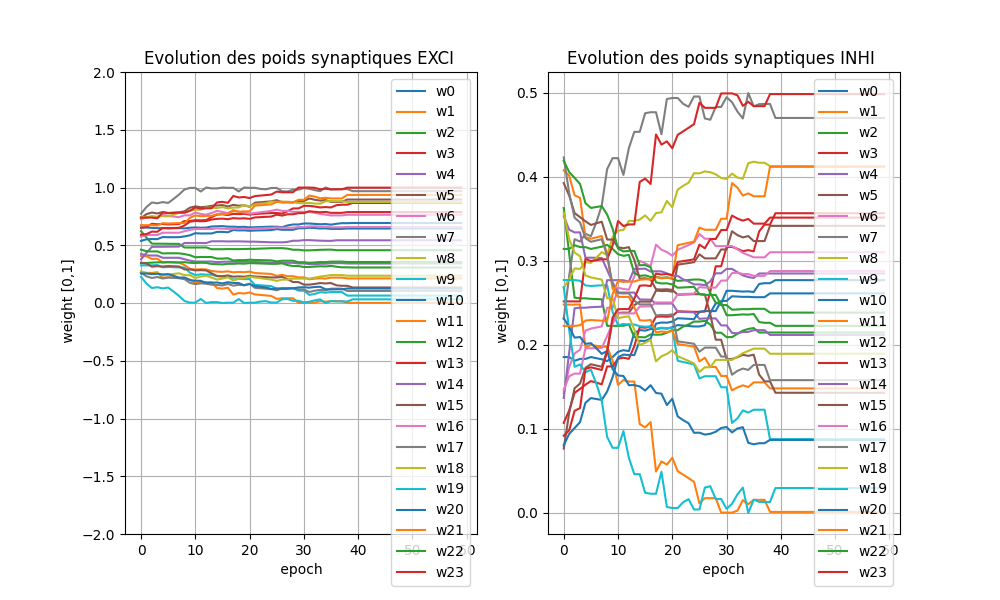 Evolution des poids synaptiques EXCI
2.0
1.5
1.0
0.5
0.0
−0.5
−1.0
−1.5
−2.0
weight [0,1]
0
10
20
30
40
50
60
epoch
w0
w1
w2
w3
w4
w5
w6
w7
w8
w9
w10
w11
w12
w13
w14
w15
w16
w17
w18
w19
w20
w21
w22
w23
Evolution des poids synaptiques INHI
0.5
0.4
0.3
0.2
0.1
0.0
weight [0,1]
0
10
20
30
40
50
60
epoch
w0
w1
w2
w3
w4
w5
w6
w7
w8
w9
w10
w11
w12
w13
w14
w15
w16
w17
w18
w19
w20
w21
w22
w23